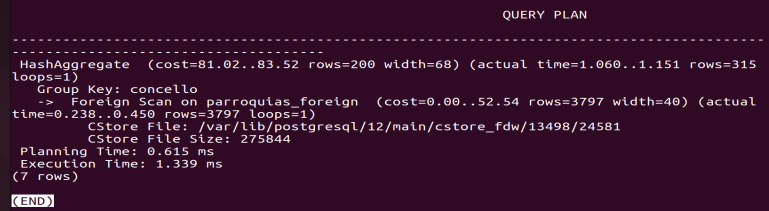 QUERY PLAN
--------------------------------------------------------------------------------
---------------------------------
HashAggregate  (cost=81.02..83.52 rows=200 width=68) (actual time=1.060..1.151 rows=315
loops=1)
Group Key: concello
->  Foreign Scan on parroquias_foreign  (cost=0.00..52.54 rows=3797 width=40) (actual
time=0.238..0.450 rows=3797 loops=1)
CStore File: /var/lib/postgresql/12/main/cstore_fdw/13498/24581
CStore File Size: 275844
Planning Time: 0.615 ms
Execution Time: 1.339 ms
(7 rows)
(END)